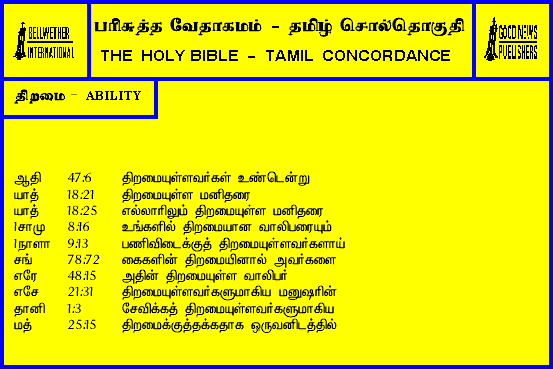 BELLWETHER
INTERNATIONAL
பரிசுத்த வேதாகமம் - தமிழ் சொல்தொகுதி
THE HOLY BIBLE - TAMIL CONCORDANCE
GOOD NEWS
PUBLISHERS
திறமை - ABILITY
ஆதி 47:6 திறமையுள்ளவர்கள் உண்டென்று
யாத் 18:21 திறமையுள்ள மனிதரை
யாத் 18:25 எல்லாரிலும் திறமையுள்ள மனிதரை
1சாமு 8:16 உங்களில் திறமையான வாலிபரையும்
1நாளா 9:13 பணிவிடைக்குத் திறமையுள்ளவர்களாய்
சங் 78:72 கைகளின் திறமையினால் அவர்களை
எரே 48:15 அதின் திறமையுள்ள வாலிபர்
எசே 21:31 திறமையுள்ளவர்களுமாகிய மனுஷரின்
தானி 1:3 சேவிக்கத் திறமையுள்ளவர்களுமாகிய
மத் 25:15 திறமைக்குத்தக்கதாக ஒருவனிடத்தில்